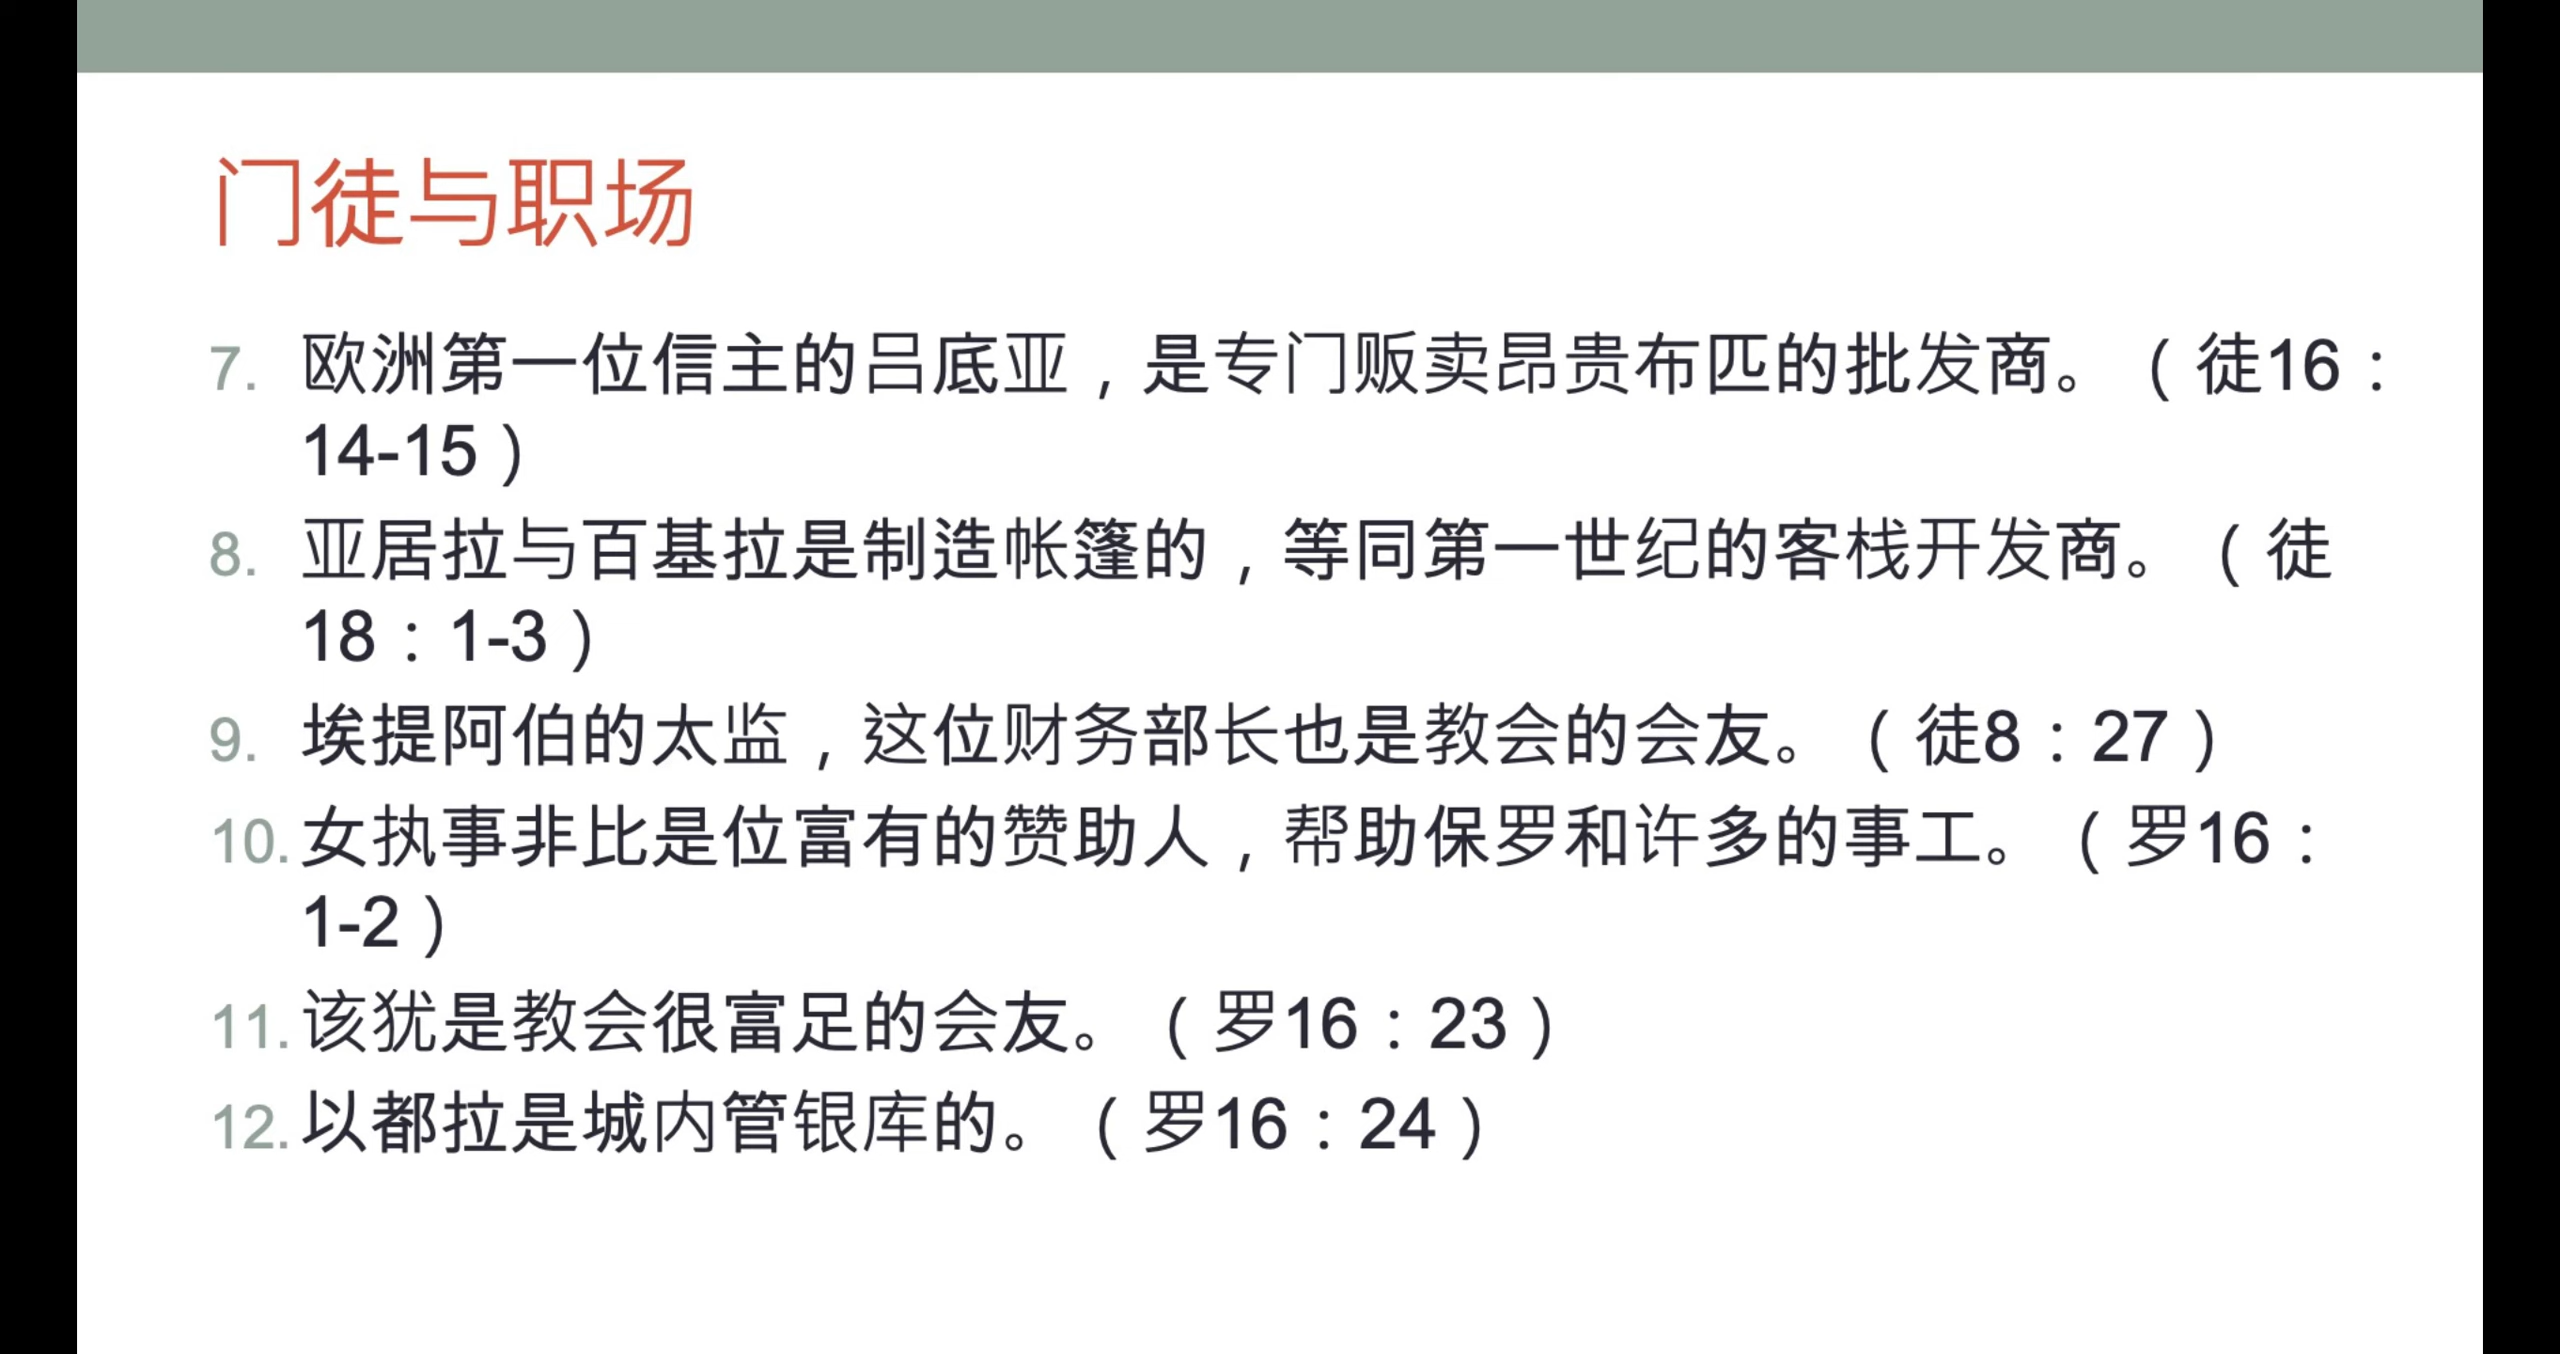 门徒与职场
7. 欧洲第一位信主的吕底亚，是专门贩卖昂贵布匹的批发商。（徒16：
14-15）
8. 亚居拉与百基拉是制造帐篷的，等同第一世纪的客栈开发商。（徒
18：1-3）
9. 埃提阿伯的太监，这位财务部长也是教会的会友。（徒8：27）
10. 女执事非比是位富有的赞助人，帮助保罗和许多的事工。（罗16：
1-2）
11. 该犹是教会很富足的会友。（罗16：23）
12. 以都拉是城内管银库的。（罗16：24）